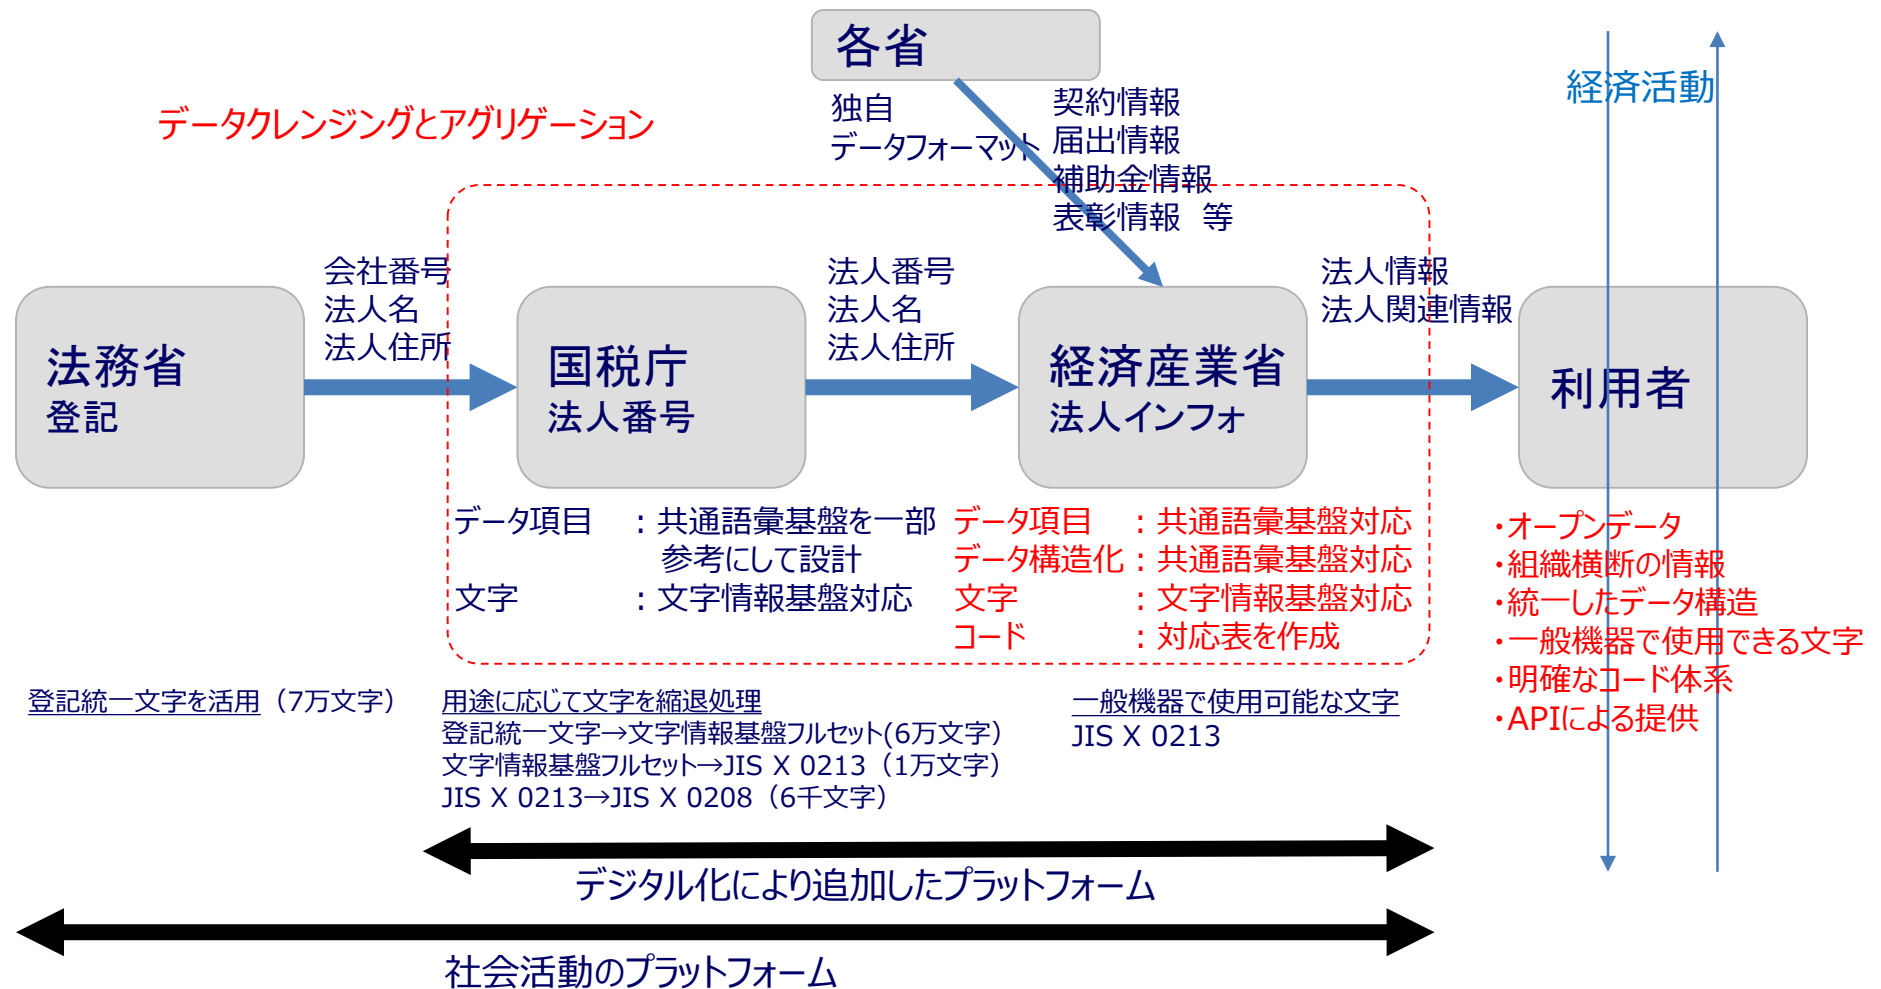 各省
経済活動
データクレンジングとアグリゲーション
独自
データフォーマット
契約情報
届出情報
補助金情報
表彰情報　等
会社番号
法人名
法人住所
法人番号
法人名
法人住所
法人情報
法人関連情報
法務省
登記
国税庁
法人番号
経済産業省
法人インフォ
利用者
データ項目　：共通語彙基盤を一部
参考にして設計
文字　：文字情報基盤対応
データ項目　：共通語彙基盤対応
データ構造化：共通語彙基盤対応
文字　：文字情報基盤対応
コード　：対応表を作成
・オープンデータ
・組織横断の情報
・統一したデータ構造
・一般機器で使用できる文字
・明確なコード体系
・APIによる提供
登記統一文字を活用（7万文字）
用途に応じて文字を縮退処理
登記統一文字→文字情報基盤フルセット(6万文字）
文字情報基盤フルセット→JIS X 0213（1万文字）
JIS X 0213→JIS X 0208（6千文字）
一般機器で使用可能な文字
JIS X 0213
デジタル化により追加したプラットフォーム
社会活動のプラットフォーム